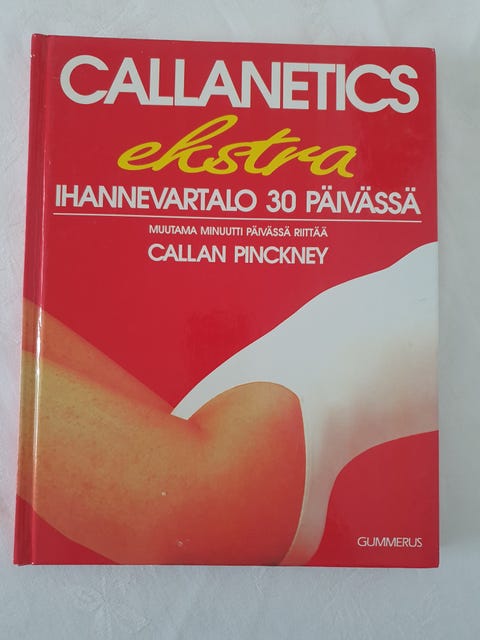 CALLANETICS
ekstra
IHANNEVARTALO 30 PÄIVÄSSÄ
MUUTAMA MINUUTTI PÄIVÄSSÄ RIITTÄÄ
CALLAN PINCKNEY
GUMMERUS